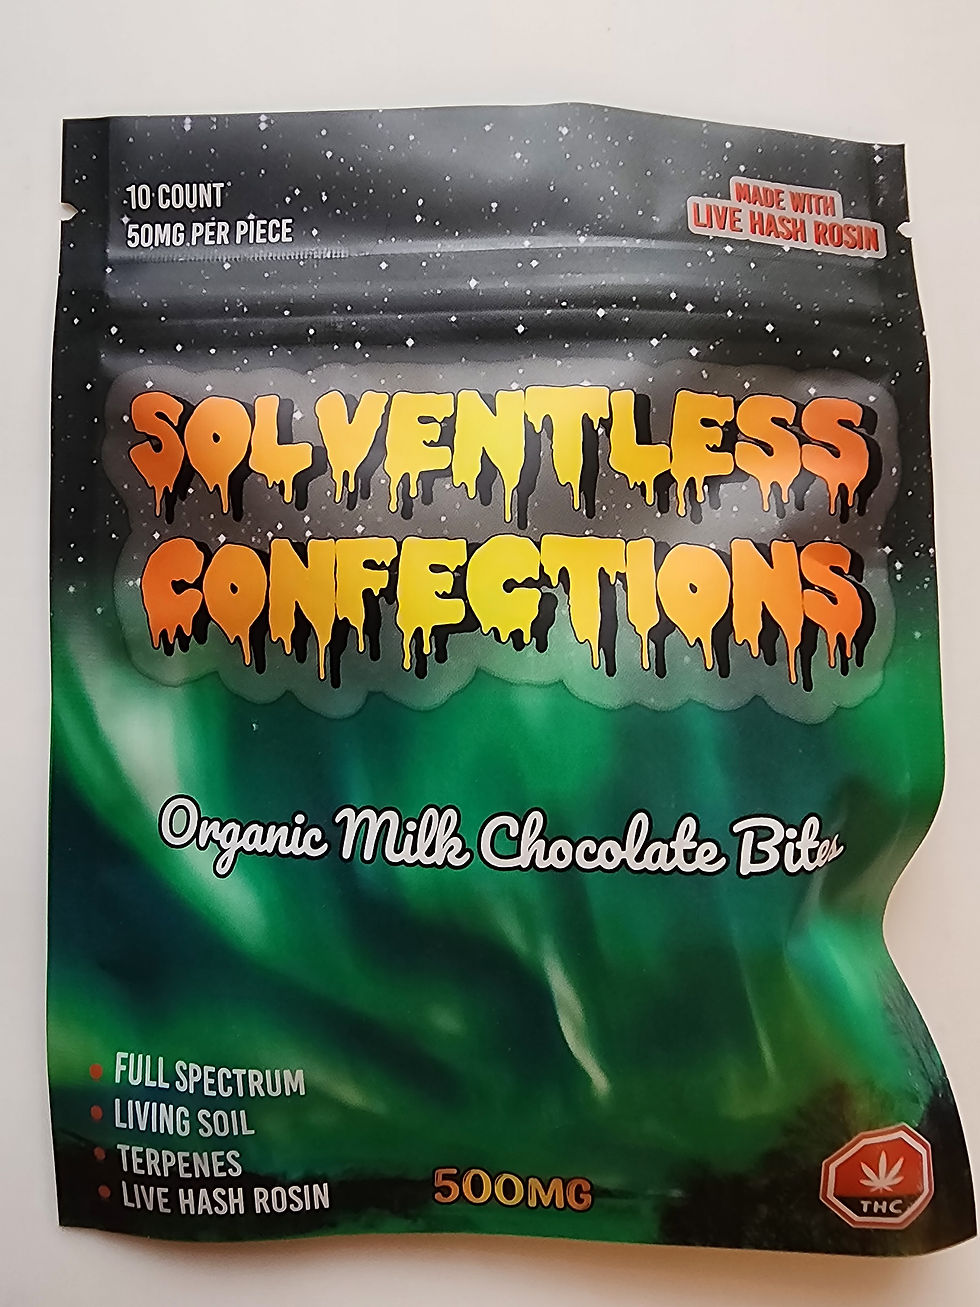 10 COUNT
50MG PER PIECE
MADE WITH
LIVE HASH ROSIN
SOLVENTLESS
CONFECTIONS
Organic Milk Chocolate Bites
FULL SPECTRUM
LIVING SOIL
TERPENES
LIVE HASH ROSIN
500MG
THC